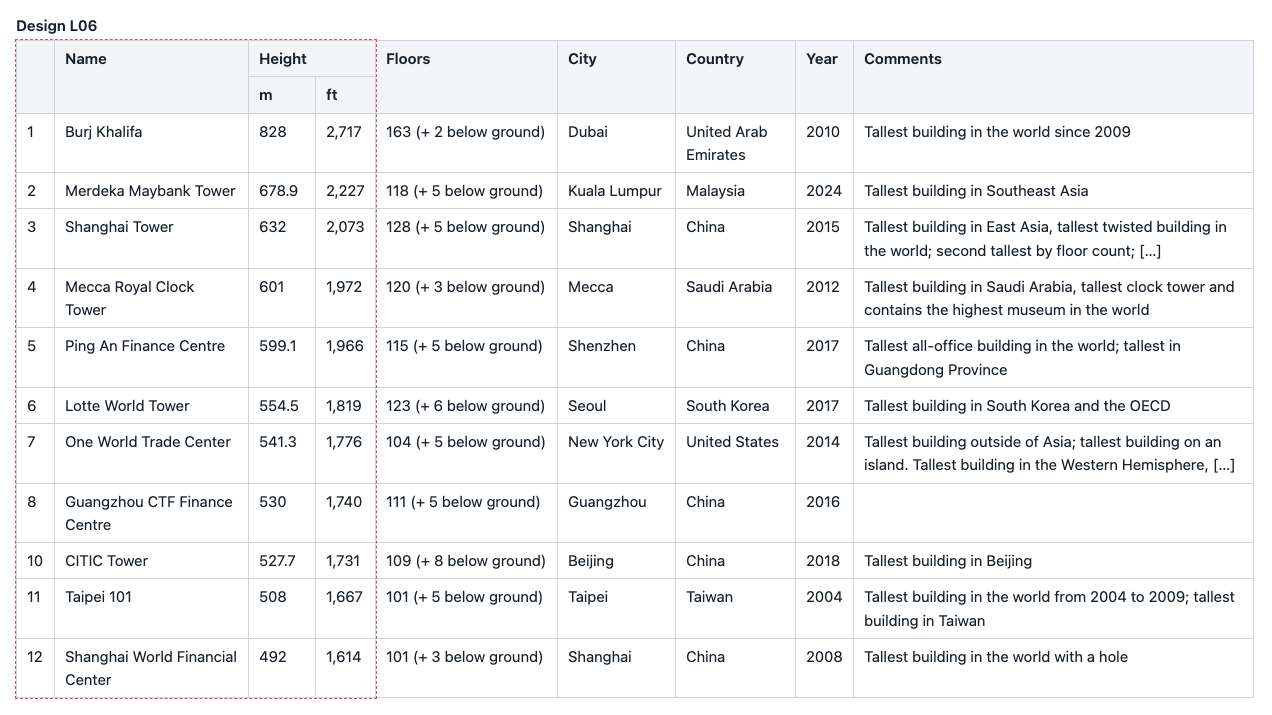 Design L06
Name Height Floors City Country Year Comments
m ft
1 Burj Khalifa 828 2,717 163 (+ 2 below ground) Dubai United Arab Emirates 2010 Tallest building in the world since 2009
2 Merdeka Maybank Tower 678.9 2,227 118 (+ 5 below ground) Kuala Lumpur Malaysia 2024 Tallest building in Southeast Asia
3 Shanghai Tower 632 2,073 128 (+ 5 below ground) Shanghai China 2015 Tallest building in East Asia, tallest twisted building in the world; second tallest by floor count; [...]
4 Mecca Royal Clock Tower 601 1,972 120 (+ 3 below ground) Mecca Saudi Arabia 2012 Tallest building in Saudi Arabia, tallest clock tower and contains the highest museum in the world
5 Ping An Finance Centre 599.1 1,966 115 (+ 5 below ground) Shenzhen China 2017 Tallest all-office building in the world; tallest in Guangdong Province
6 Lotte World Tower 554.5 1,819 123 (+ 6 below ground) Seoul South Korea 2017 Tallest building in South Korea and the OECD
7 One World Trade Center 541.3 1,776 104 (+ 5 below ground) New York City United States 2014 Tallest building outside of Asia; tallest building on an island. Tallest building in the Western Hemisphere, [...]
8 Guangzhou CTF Finance Centre 530 1,740 111 (+ 5 below ground) Guangzhou China 2016
10 CITIC Tower 527.7 1,731 109 (+ 8 below ground) Beijing China 2018 Tallest building in Beijing
11 Taipei 101 508 1,667 101 (+ 5 below ground) Taipei Taiwan 2004 Tallest building in the world from 2004 to 2009; tallest building in Taiwan
12 Shanghai World Financial Center 492 1,614 101 (+ 3 below ground) Shanghai China 2008 Tallest building in the world with a hole